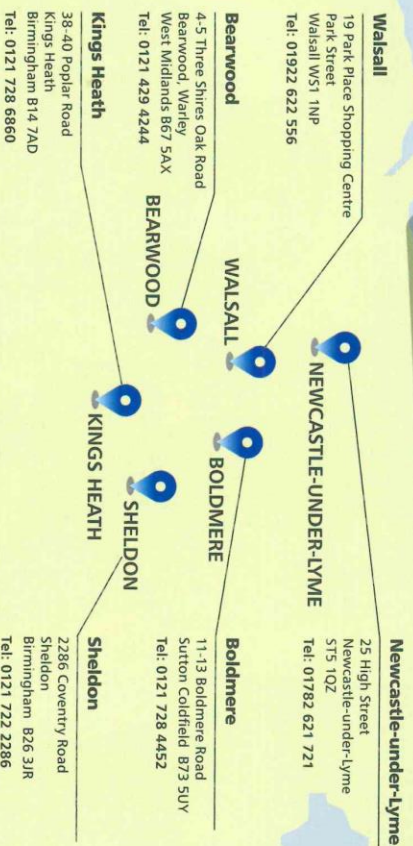 Walsall
19 Park Place Shopping Centre
Park Street
Walsall WS1 1NP
Tel: 01922 622 556
Bearwood
4-5 Three Shires Oak Road
Bearwood, Warley
West Midlands B67 5AX
Tel: 0121 429 4244
Kings Heath
38-40 Poplar Road
Kings Heath
Birmingham B14 7AD
Tel: 0121 728 6860
NEWCASTLE-UNDER-LYME
WALSALL
BOLDMERE
BEARWOOD
SHELDON
KINGS HEATH
Newcastle-under-Lyme
25 High Street
Newcastle-under-Lyme
ST5 1QZ
Tel: 01782 621 721
Boldmere
11-13 Boldmere Road
Sutton Coldfield B73 5UY
Tel: 0121 728 4452
Sheldon
2286 Coventry Road
Sheldon
Birmingham B26 3JR
Tel: 0121 722 2286